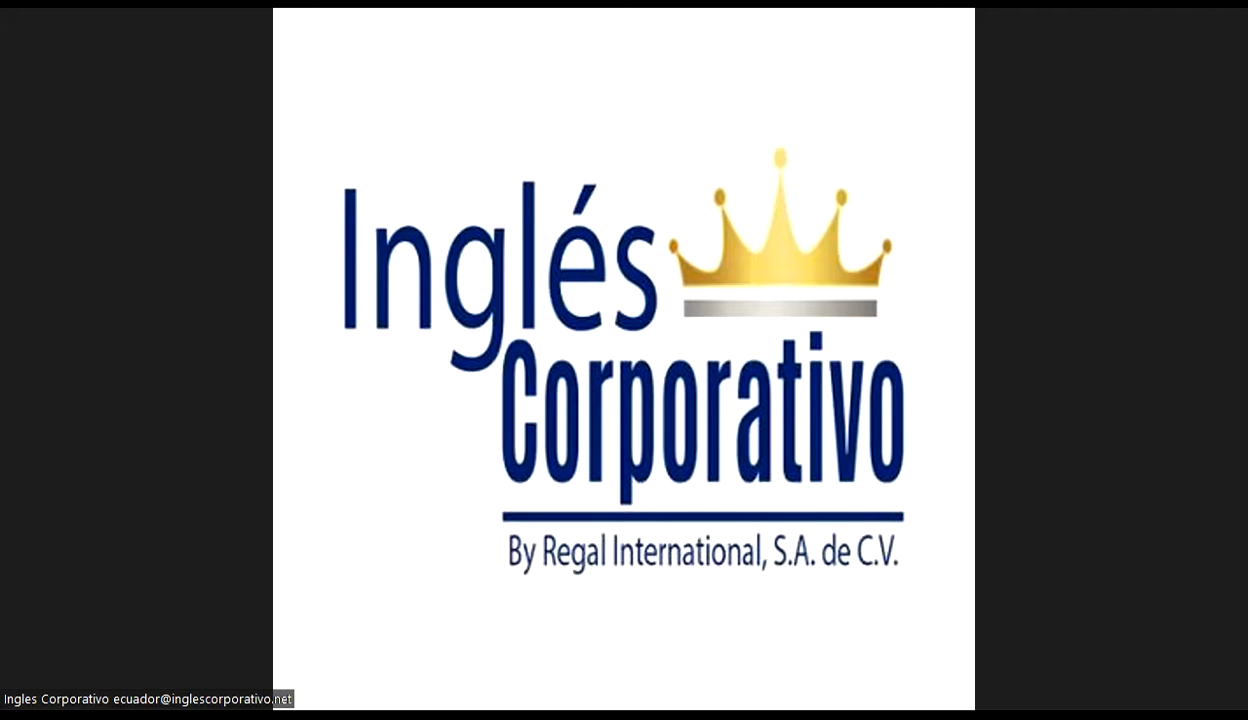 Inglés
Corporativo
By Regal International, S.A. de C.V.
Ingles Corporativo ecuador@inglescorporativo.net